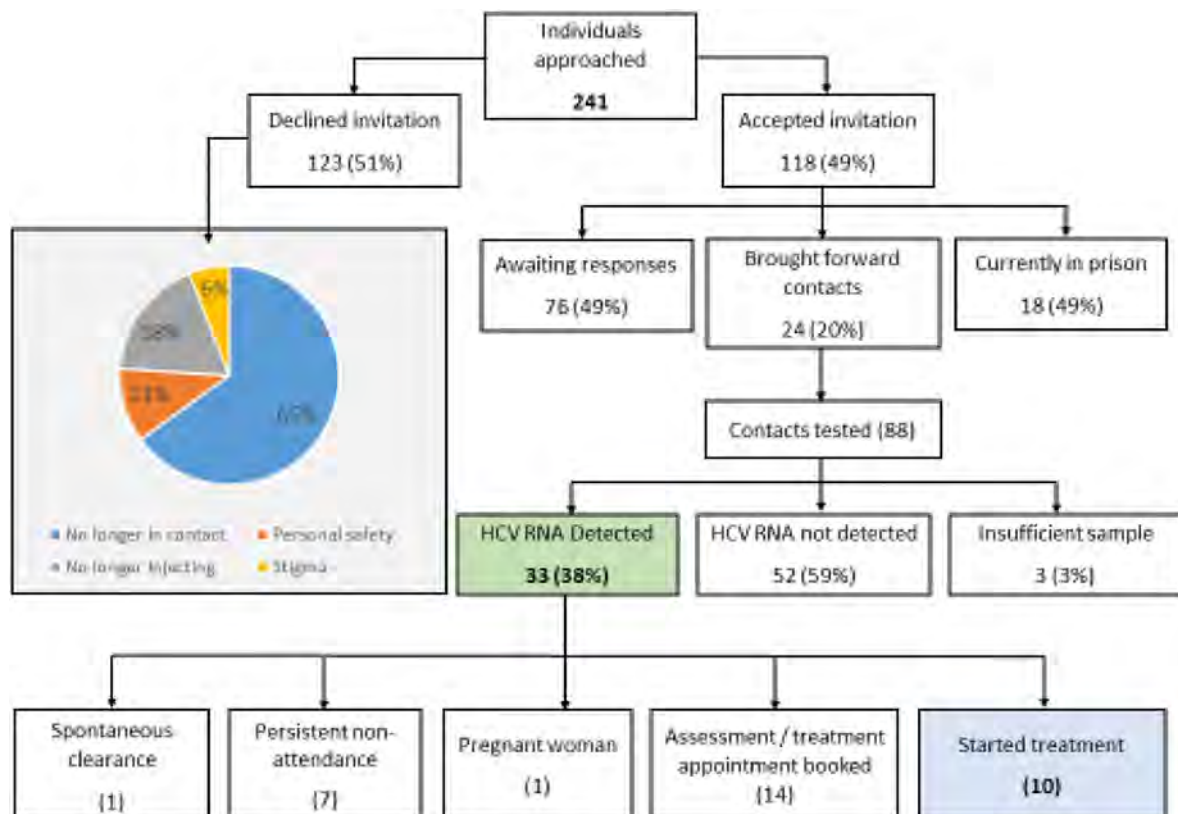 Individuals
approached
241
Declined invitation
123 (51%)
Accepted invitation
118 (49%)
6%
18%
11%
65%
No longer in contact
Personal safety
No longer injecting
Stigma
Awaiting responses
76 (49%)
Brought forward
contacts
24 (20%)
Currently in prison
18 (49%)
Contacts tested (88)
HCV RNA Detected
33 (38%)
HCV RNA not detected
52 (59%)
Insufficient sample
3 (3%)
Spontaneous
clearance
(1)
Persistent non-
attendance
(7)
Pregnant woman
(1)
Assessment / treatment
appointment booked
(14)
Started treatment
(10)